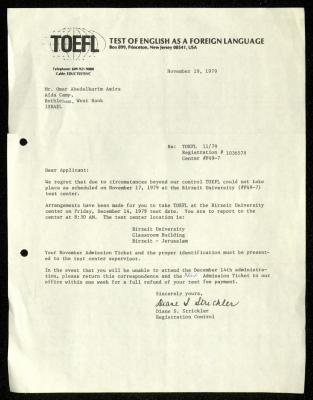 TOEFL
TEST OF ENGLISH AS A FOREIGN LANGUAGE
Box 899, Princeton, New Jersey 08541, USA
Telephone: 609-921-9000
Cable: EDUCTESTSVC
November 19, 1979
Mr. Omar Abedalkarim Amira
Aida Camp,
Bethlehem, West Bank
ISRAEL
Re: TOEFL 11/79
Registration # 1036578
Center #P49-7
Dear Applicant:
We regret that due to circumstances beyond our control TOEFL could not take
place as scheduled on November 17, 1979 at the Birzeit University (#P49-7)
test center.
Arrangements have been made for you to take TOEFL at the Birzeit University
center on Friday, December 14, 1979 test date. You are to report to the
center at 8:30 AM. The test center location is:
Birzeit University
Classroom Building
Birzeit - Jerusalem
Your November Admission Ticket and the proper identification must be present-
ed to the test center supervisor.
In the event that you will be unable to attend the December 14th administra-
tion, please return this correspondence and the Nov Admission Ticket to our
office within one week for a full refund of your test fee payment.
Sincerely yours,
Diane S. Strickler
Diane S. Strickler
Registration Control